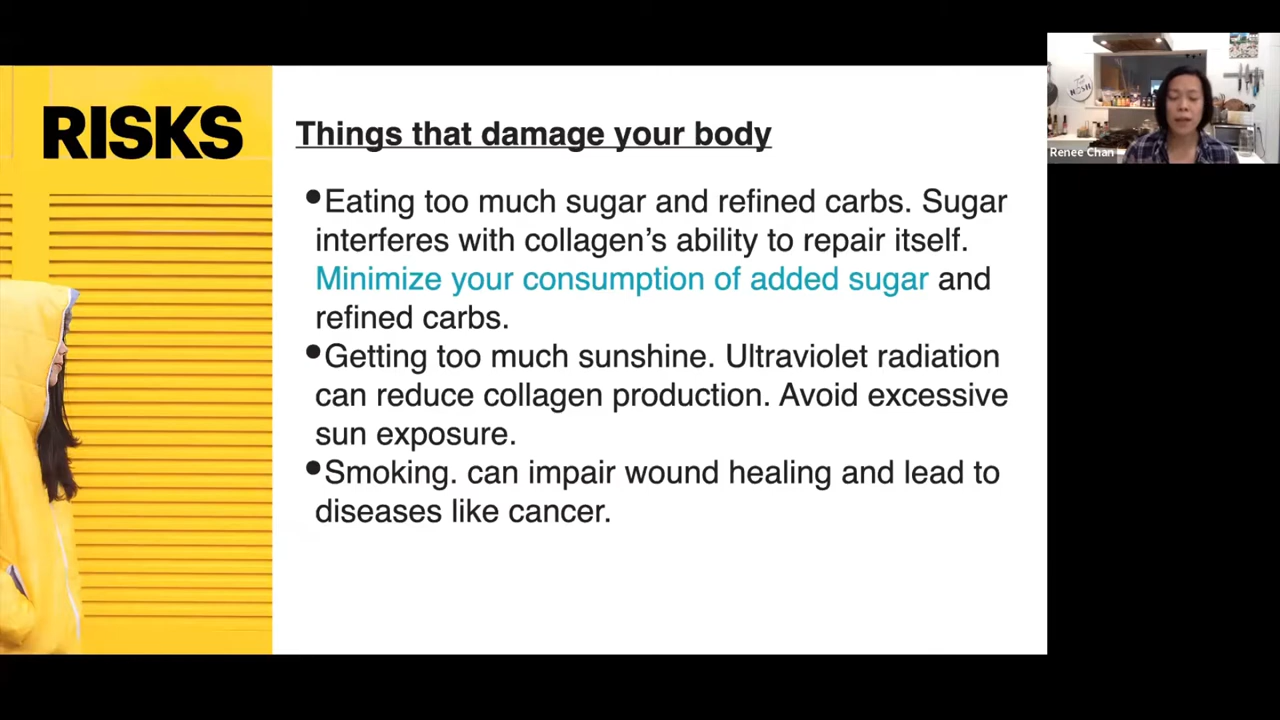 RISKS
Things that damage your body
•Eating too much sugar and refined carbs. Sugar
interferes with collagen’s ability to repair itself.
Minimize your consumption of added sugar and
refined carbs.
•Getting too much sunshine. Ultraviolet radiation
can reduce collagen production. Avoid excessive
sun exposure.
•Smoking. can impair wound healing and lead to
diseases like cancer.
NOSH
Renee Chan